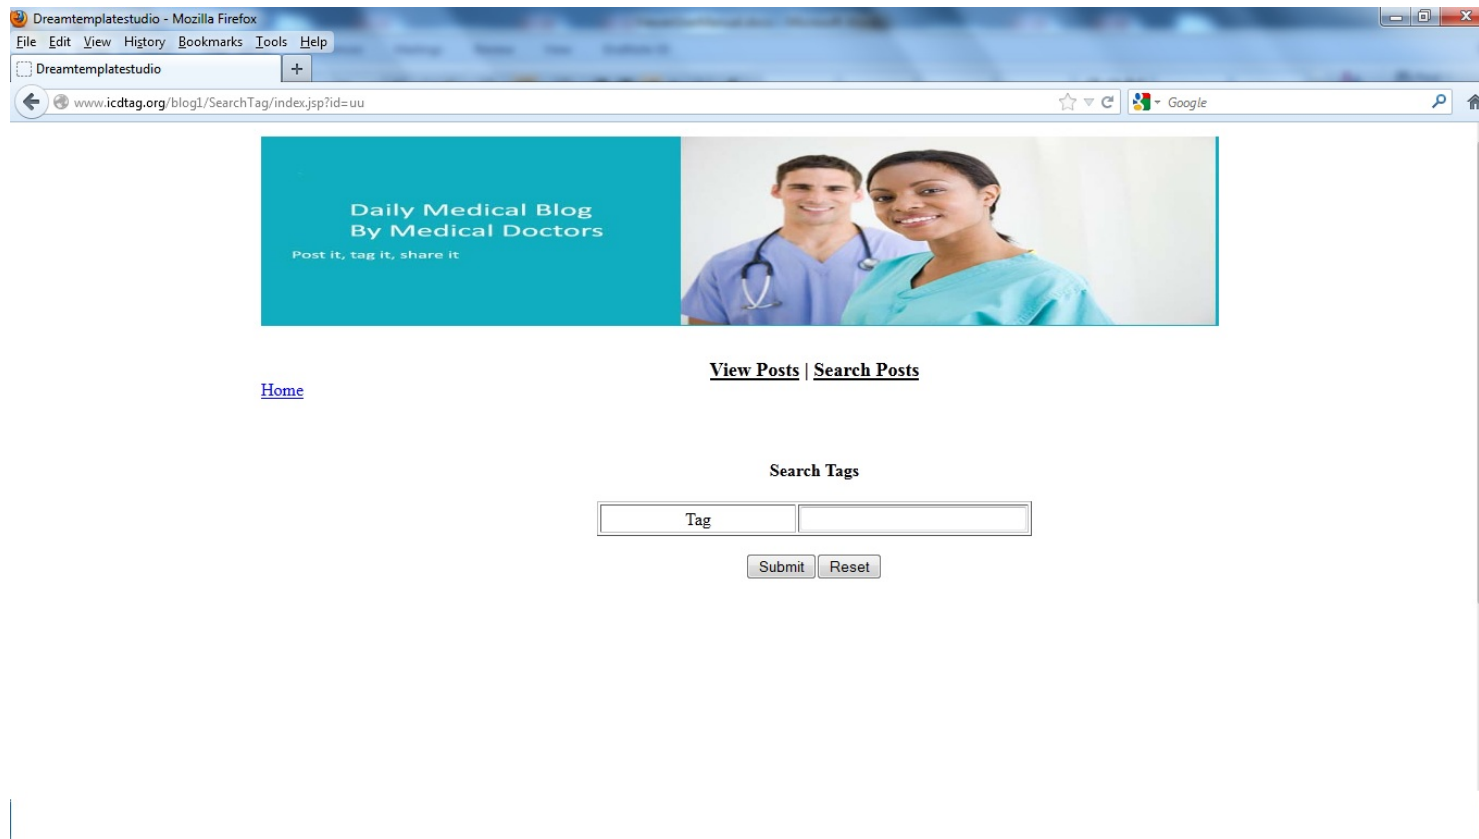 Dreamtemplatestudio - Mozilla Firefox
File Edit View History Bookmarks Tools Help
Dreamtemplatestudio +
www.icdtag.org/blog1/SearchTag/index.jsp?id=uu Google
Daily Medical Blog
By Medical Doctors
Post it, tag it, share it
View Posts | Search Posts
Home
Search Tags
Tag
Submit Reset